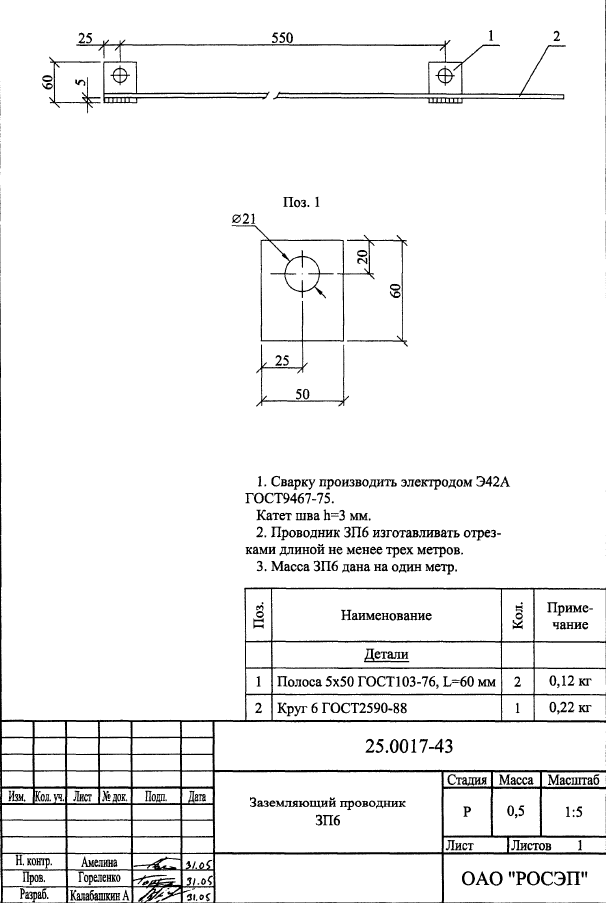 25
550
1
2
60
5
Поз. 1
⌀21
20
60
25
50
1. Сварку производить электродом Э42А
ГОСТ9467-75.
Катет шва h=3 мм.
2. Проводник ЗП6 изготавливать отрез-
ками длиной не менее трех метров.
3. Масса ЗП6 дана на один метр.
Поз. Наименование Кол. Приме-
чание
Детали
1 Полоса 5х50 ГОСТ103-76, L=60 мм 2 0,12 кг
2 Круг 6 ГОСТ2590-88 1 0,22 кг
25.0017-43
Изм. Кол. уч. Лист № док. Подп. Дата
Заземляющий проводник
ЗП6
Стадия Масса Масштаб
Р 0,5 1:5
Лист Листов 1
Н. контр. Амелина 31.05
Пров. Гореленко 31.05
Разраб. Калабашкин А 31.05
ОАО "РОСЭП"